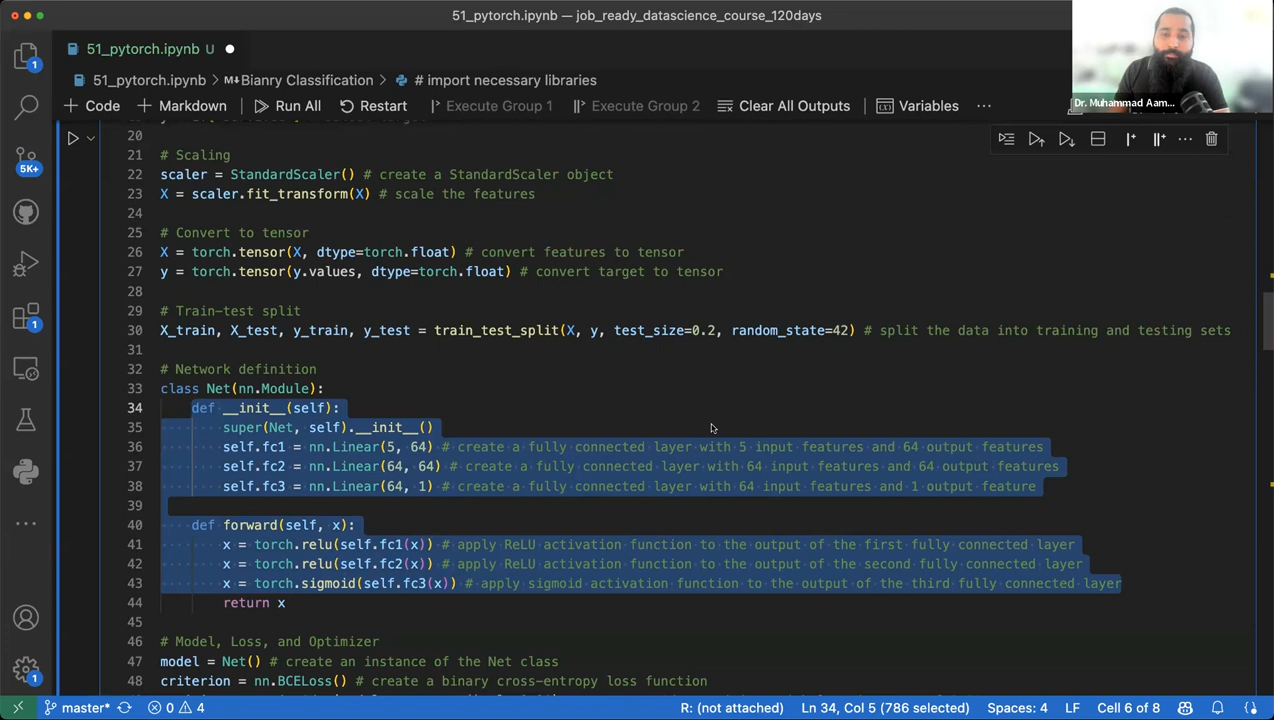 51_pytorch.ipynb — job_ready_datascience_course_120days
51_pytorch.ipynb U
51_pytorch.ipynb > M↓Bianry Classification > # import necessary libraries
+ Code + Markdown Run All Restart Execute Group 1 Execute Group 2 Clear All Outputs Variables ...
Dr. Muhammad Aam...
20
21 # Scaling
22 scaler = StandardScaler() # create a StandardScaler object
23 X = scaler.fit_transform(X) # scale the features
24
25 # Convert to tensor
26 X = torch.tensor(X, dtype=torch.float) # convert features to tensor
27 y = torch.tensor(y.values, dtype=torch.float) # convert target to tensor
28
29 # Train-test split
30 X_train, X_test, y_train, y_test = train_test_split(X, y, test_size=0.2, random_state=42) # split the data into training and testing sets
31
32 # Network definition
33 class Net(nn.Module):
34 def __init__(self):
35 super(Net, self).__init__()
36 self.fc1 = nn.Linear(5, 64) # create a fully connected layer with 5 input features and 64 output features
37 self.fc2 = nn.Linear(64, 64) # create a fully connected layer with 64 input features and 64 output features
38 self.fc3 = nn.Linear(64, 1) # create a fully connected layer with 64 input features and 1 output feature
39
40 def forward(self, x):
41 x = torch.relu(self.fc1(x)) # apply ReLU activation function to the output of the first fully connected layer
42 x = torch.relu(self.fc2(x)) # apply ReLU activation function to the output of the second fully connected layer
43 x = torch.sigmoid(self.fc3(x)) # apply sigmoid activation function to the output of the third fully connected layer
44 return x
45
46 # Model, Loss, and Optimizer
47 model = Net() # create an instance of the Net class
48 criterion = nn.BCELoss() # create a binary cross-entropy loss function
1
5K+
1
1
master* 0 4 R: (not attached) Ln 34, Col 5 (786 selected) Spaces: 4 LF Cell 6 of 8